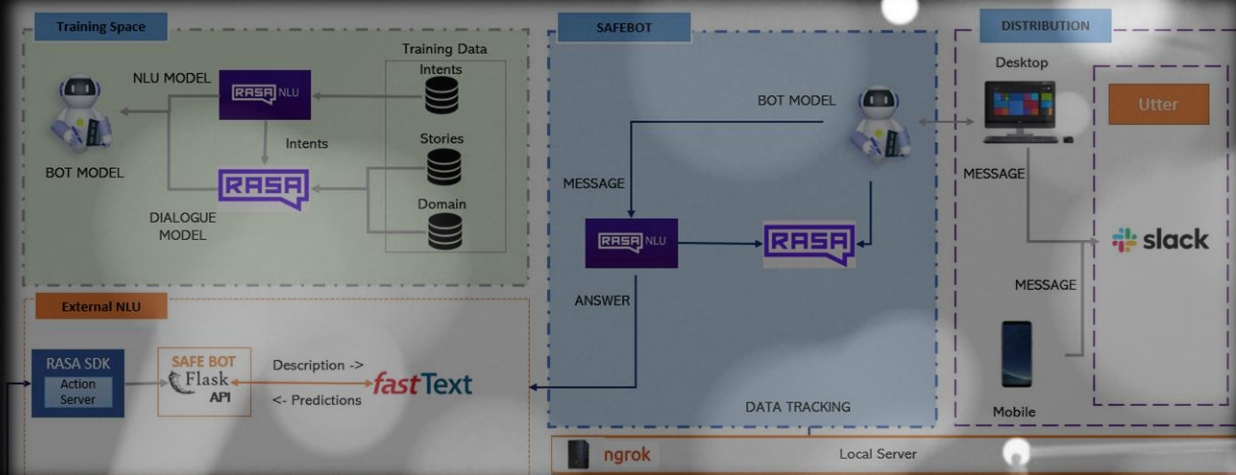 Training Space
NLU MODEL
RASA NLU
Training Data
Intents
Intents
Stories
BOT MODEL
RASA
DIALOGUE
MODEL
Domain
External NLU
RASA SDK
Action
Server
SAFE BOT
Flask
API
Description ->
<- Predictions
fastText
SAFEBOT
BOT MODEL
MESSAGE
RASA NLU
RASA
ANSWER
DATA TRACKING
DISTRIBUTION
Desktop
Utter
MESSAGE
slack
MESSAGE
Mobile
ngrok
Local Server